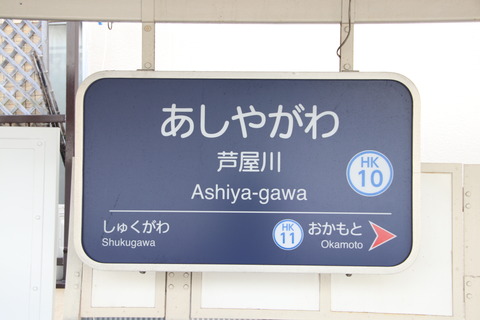 あしやがわ
芦屋川
Ashiya-gawa
HK
10
しゅくがわ
Shukugawa
HK
11
おかもと
Okamoto